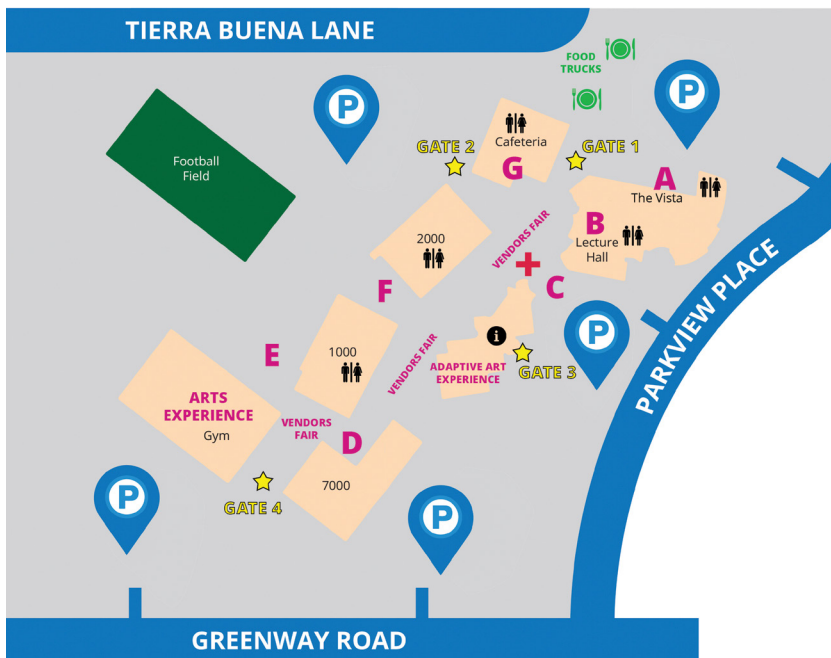 TIERRA BUENA LANE
FOOD
TRUCKS
P
P
GATE 2
Cafeteria
GATE 1
G
Football
Field
A
The Vista
B
Lecture
Hall
VENDORS FAIR
2000
C
F
P
PARKVIEW PLACE
i
1000
E
VENDORS FAIR
ADAPTIVE ART
EXPERIENCE
GATE 3
ARTS
EXPERIENCE
Gym
VENDORS
FAIR
D
7000
GATE 4
P
P
GREENWAY ROAD